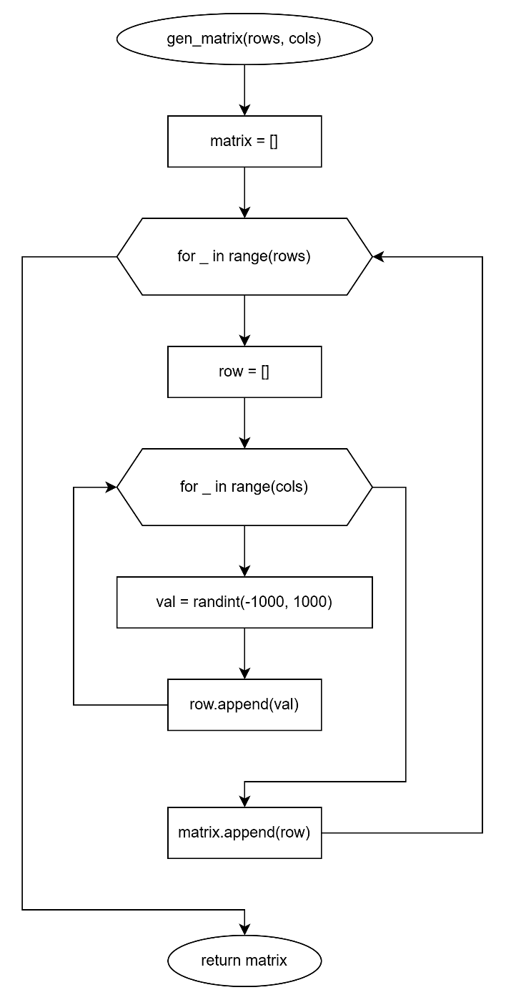 gen_matrix(rows, cols)
matrix = []
for _ in range(rows)
row = []
for _ in range(cols)
val = randint(-1000, 1000)
row.append(val)
matrix.append(row)
return matrix